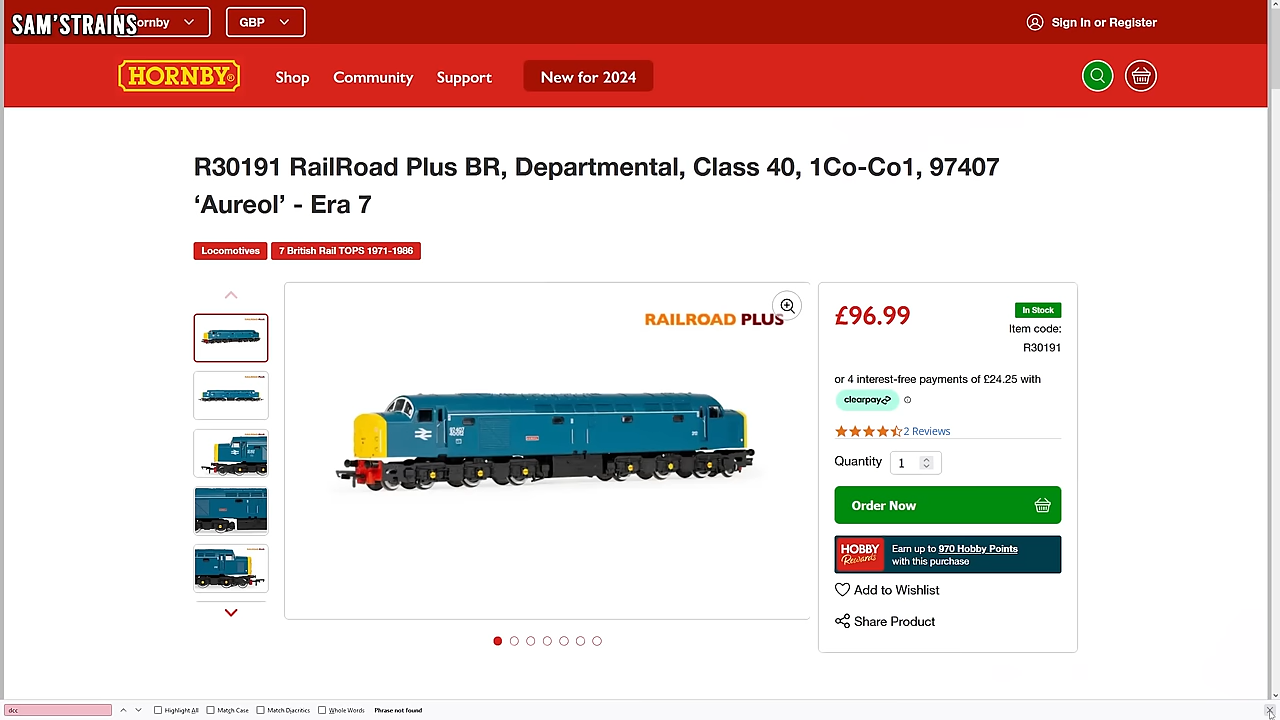 SAM'STRAINS
ornby
GBP
Sign In or Register
HORNBY®
Shop
Community
Support
New for 2024
R30191 RailRoad Plus BR, Departmental, Class 40, 1Co-Co1, 97407
‘Aureol’ - Era 7
Locomotives
7 British Rail TOPS 1971-1986
RAILROAD PLUS
£96.99
In Stock
Item code:
R30191
or 4 interest-free payments of £24.25 with
clearpay
2 Reviews
Quantity
1
Order Now
HOBBY
Rewards
Earn up to 970 Hobby Points
with this purchase
Add to Wishlist
Share Product
dcc
Highlight All
Match Case
Match Diacritics
Whole Words
Phrase not found